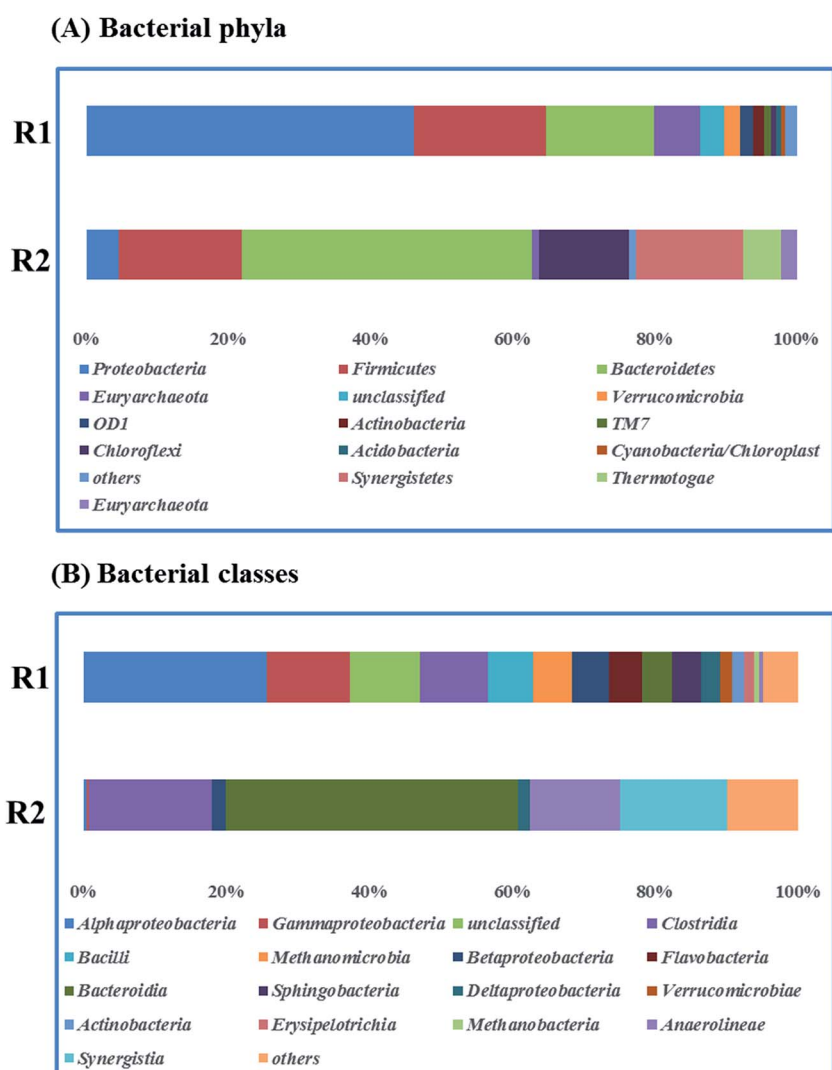 (A) Bacterial phyla
R1
R2
0% 20% 40% 60% 80% 100%
Proteobacteria Firmicutes Bacteroidetes
Euryarchaeota unclassified Verrucomicrobia
OD1 Actinobacteria TM7
Chloroflexi Acidobacteria Cyanobacteria/Chloroplast
others Synergistetes Thermotogae
Euryarchaeota
(B) Bacterial classes
R1
R2
0% 20% 40% 60% 80% 100%
Alphaproteobacteria Gammaproteobacteria unclassified Clostridia
Bacilli Methanomicrobia Betaproteobacteria Flavobacteria
Bacteroidia Sphingobacteria Deltaproteobacteria Verrucomicrobiae
Actinobacteria Erysipelotrichia Methanobacteria Anaerolineae
Synergistia others